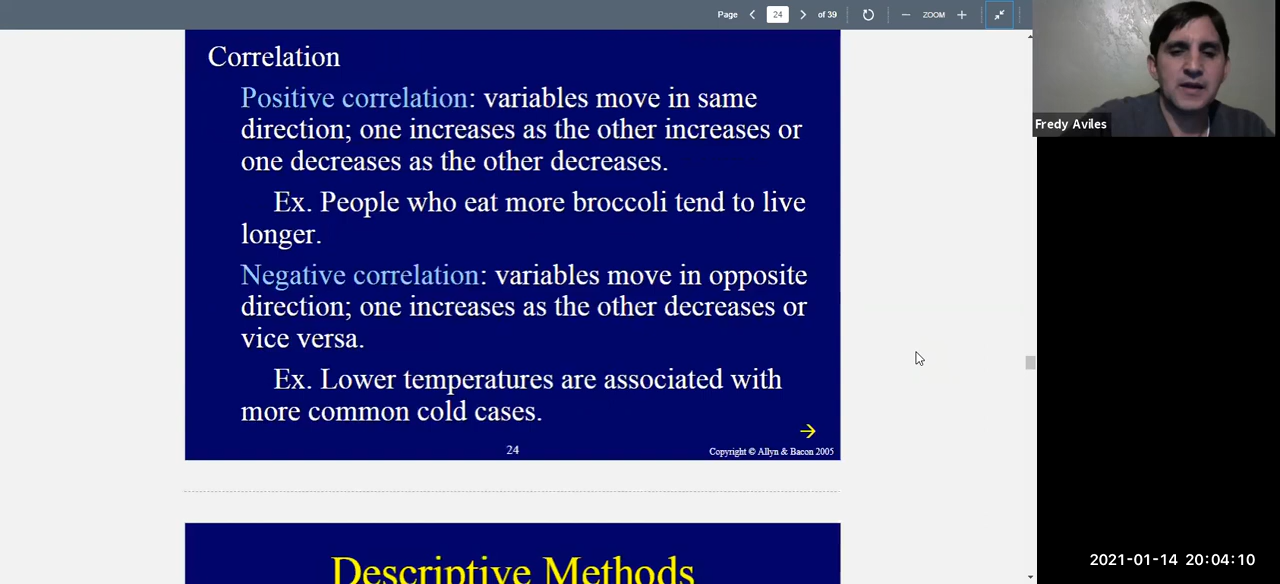 Page 24 of 39 ZOOM
Correlation
Positive correlation: variables move in same
direction; one increases as the other increases or
one decreases as the other decreases.
Ex. People who eat more broccoli tend to live
longer.
Negative correlation: variables move in opposite
direction; one increases as the other decreases or
vice versa.
Ex. Lower temperatures are associated with
more common cold cases.
24
Copyright © Allyn & Bacon 2005
Descriptive Methods
Fredy Aviles
2021-01-14 20:04:10